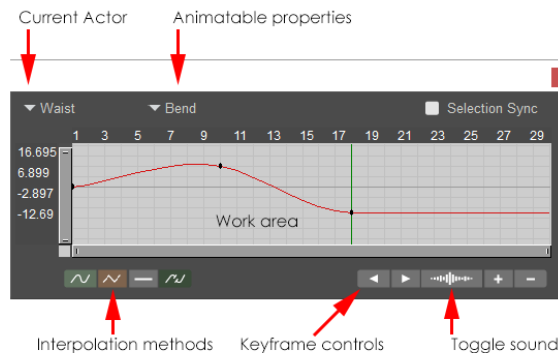 Current Actor
Animatable properties
Waist
Bend
Selection Sync
1 3 5 7 9 11 13 15 17 19 21 23 25 27 29
16.695
6.899
-2.897
-12.69
Work area
Interpolation methods
Keyframe controls
Toggle sound